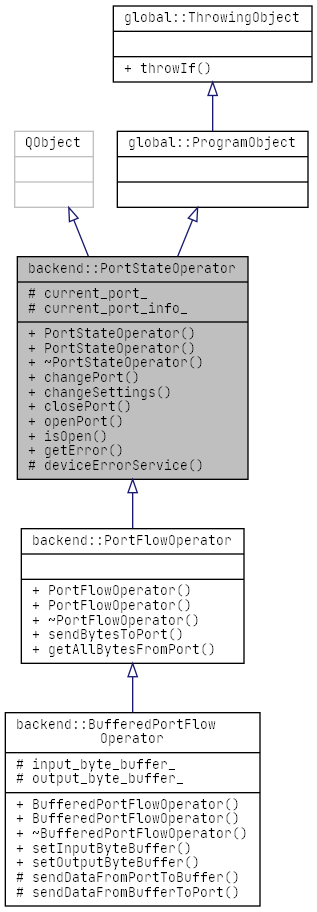 global::ThrowingObject
+ throwIf()
QObject
global::ProgramObject
backend::PortStateOperator
# current_port_
# current_port_info_
+ PortStateOperator()
+ PortStateOperator()
+ ~PortStateOperator()
+ changePort()
+ changeSettings()
+ closePort()
+ openPort()
+ isOpen()
+ getError()
# deviceErrorService()
backend::PortFlowOperator
+ PortFlowOperator()
+ PortFlowOperator()
+ ~PortFlowOperator()
+ sendBytesToPort()
+ getAllBytesFromPort()
backend::BufferedPortFlow
Operator
# input_byte_buffer_
# output_byte_buffer_
+ BufferedPortFlowOperator()
+ BufferedPortFlowOperator()
+ ~BufferedPortFlowOperator()
+ setInputByteBuffer()
+ setOutputByteBuffer()
# sendDataFromPortToBuffer()
# sendDataFromBufferToPort()